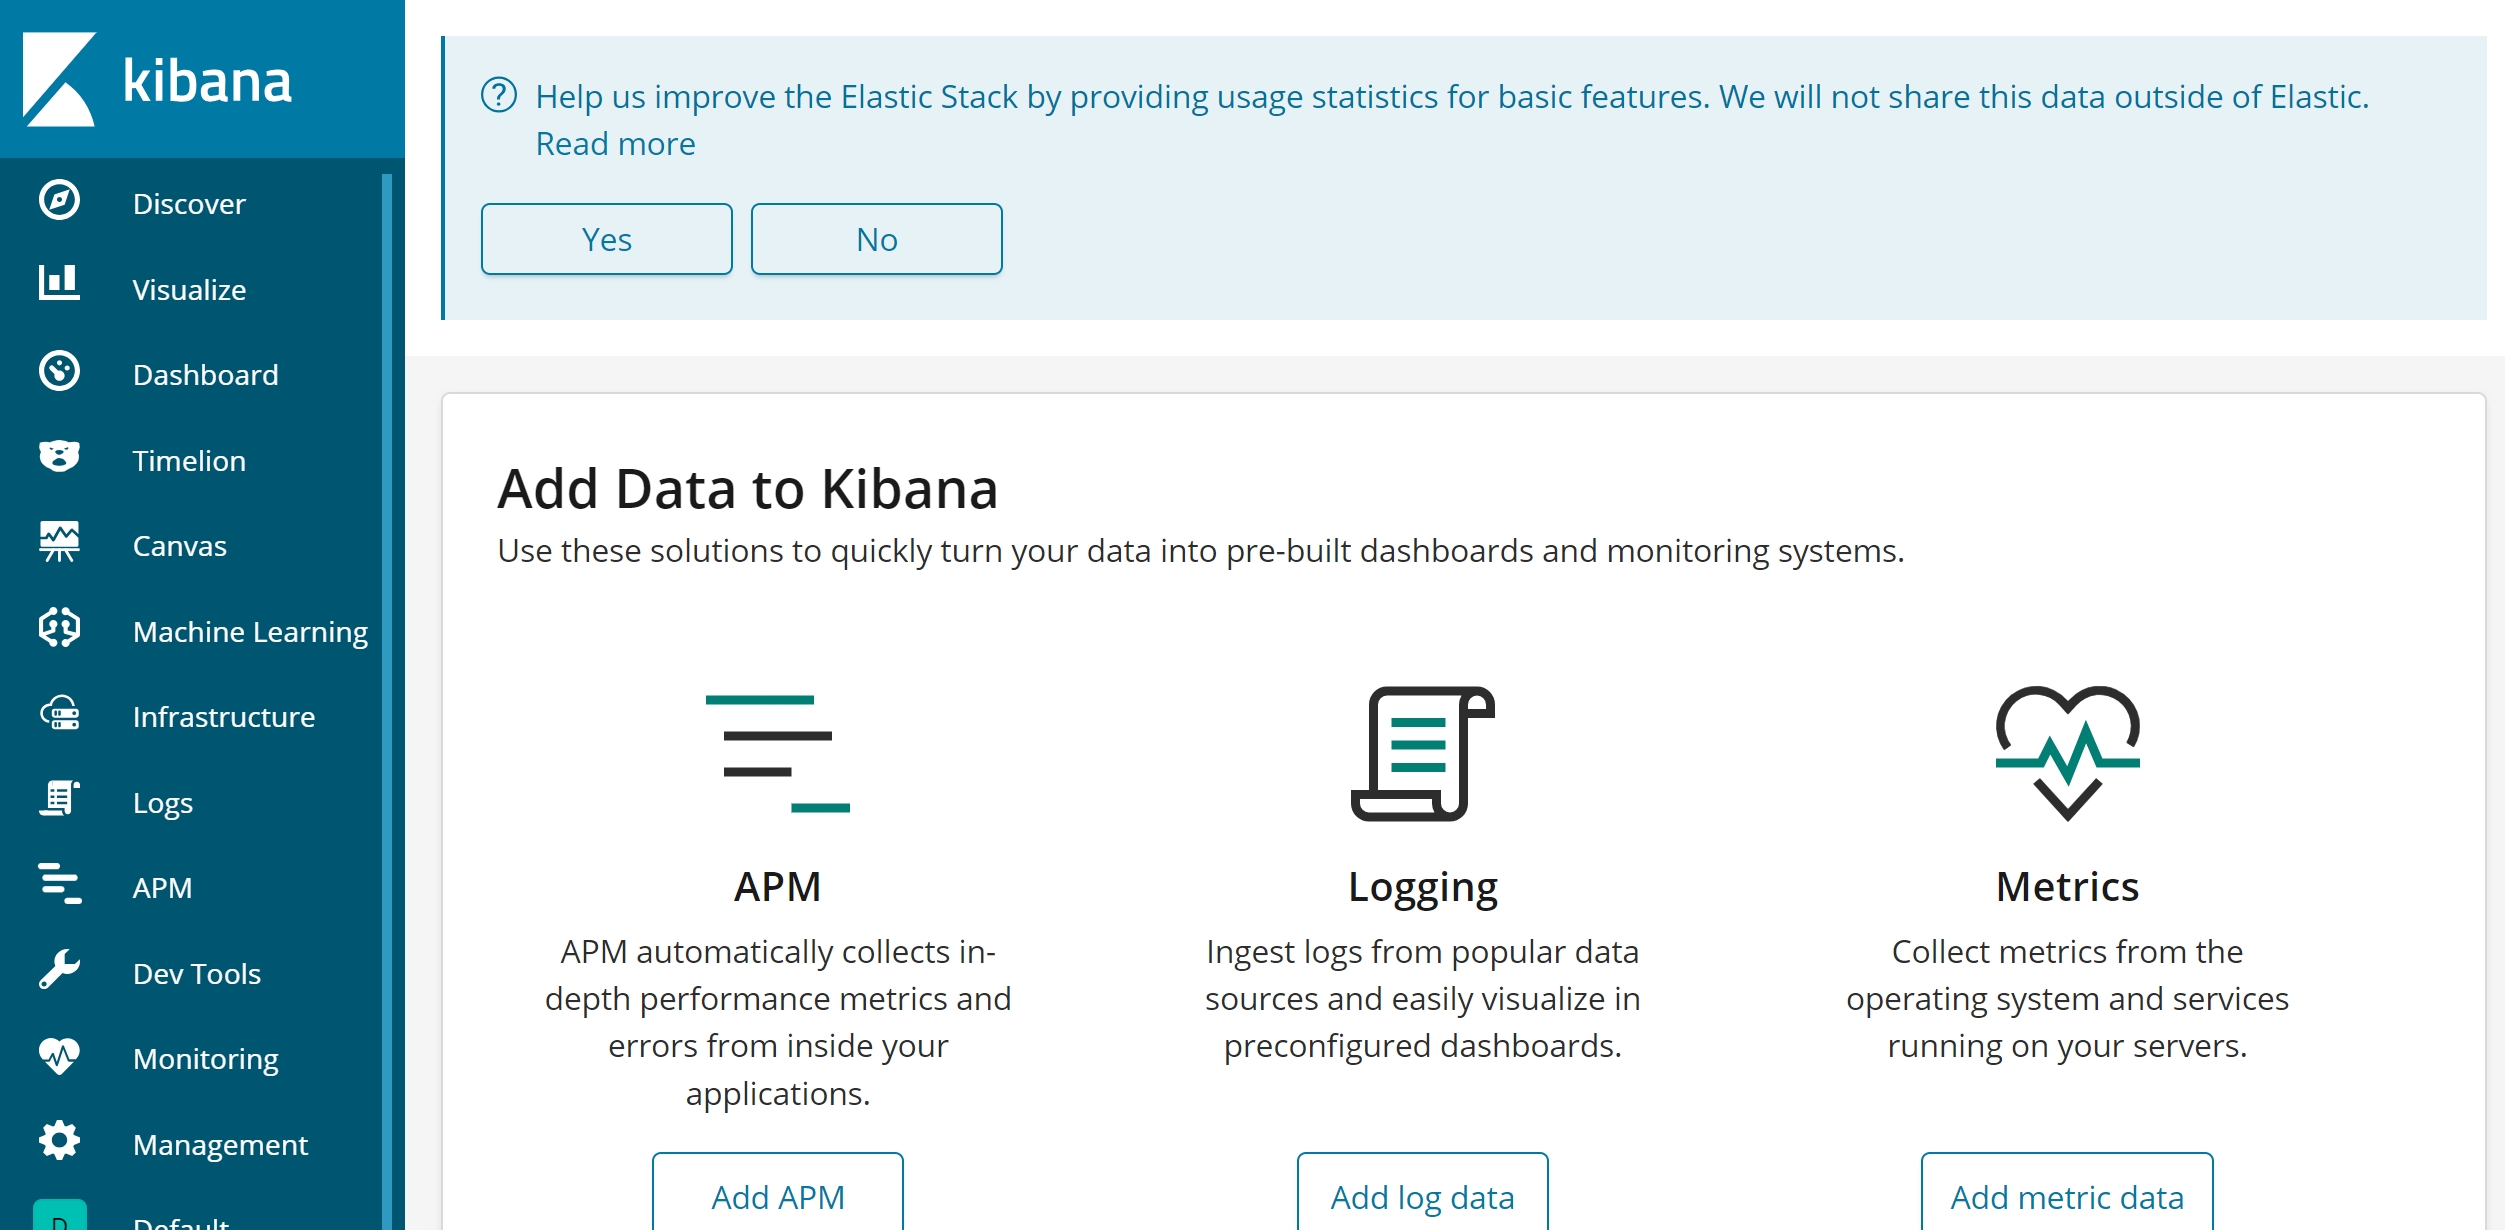 kibana
Discover
Visualize
Dashboard
Timelion
Canvas
Machine Learning
Infrastructure
Logs
APM
Dev Tools
Monitoring
Management
D
Default
Help us improve the Elastic Stack by providing usage statistics for basic features. We will not share this data outside of Elastic.
Read more
Yes
No
Add Data to Kibana
Use these solutions to quickly turn your data into pre-built dashboards and monitoring systems.
APM
APM automatically collects in-
depth performance metrics and
errors from inside your
applications.
Add APM
Logging
Ingest logs from popular data
sources and easily visualize in
preconfigured dashboards.
Add log data
Metrics
Collect metrics from the
operating system and services
running on your servers.
Add metric data